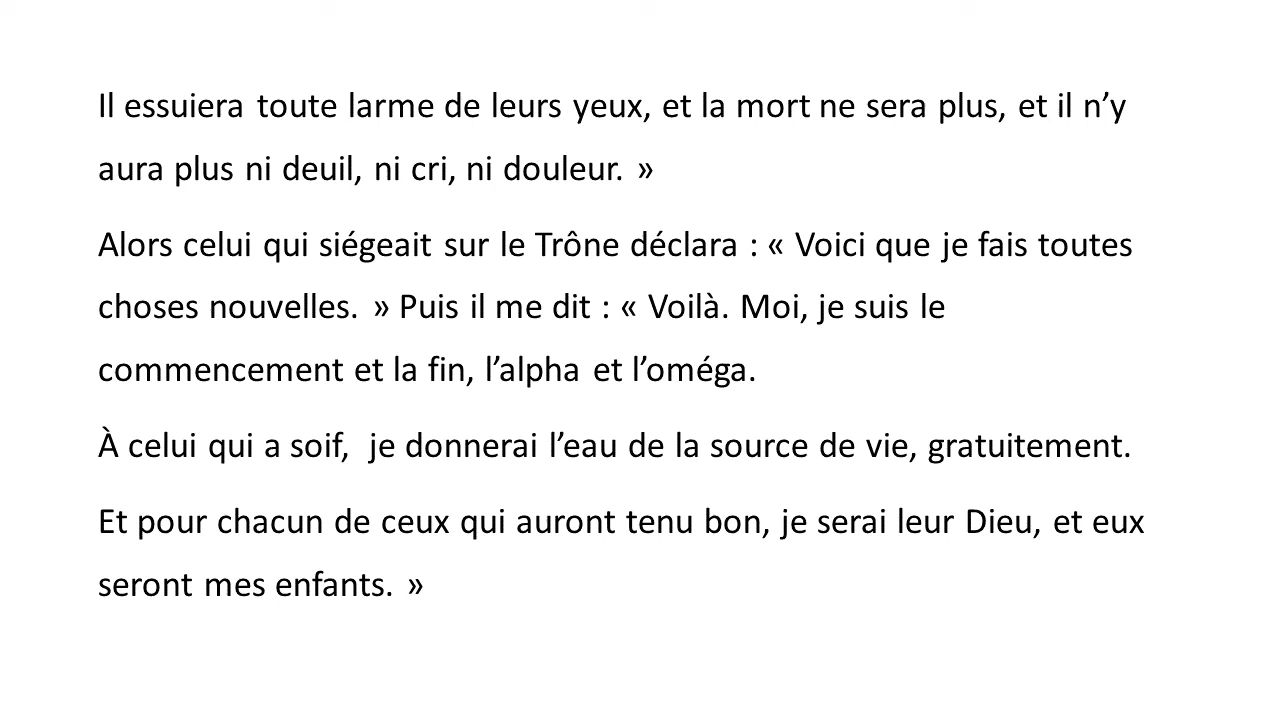 Il essuiera toute larme de leurs yeux, et la mort ne sera plus, et il n’y
aura plus ni deuil, ni cri, ni douleur. »
Alors celui qui siégeait sur le Trône déclara : « Voici que je fais toutes
choses nouvelles. » Puis il me dit : « Voilà. Moi, je suis le
commencement et la fin, l’alpha et l’oméga.
À celui qui a soif,  je donnerai l’eau de la source de vie, gratuitement.
Et pour chacun de ceux qui auront tenu bon, je serai leur Dieu, et eux
seront mes enfants. »